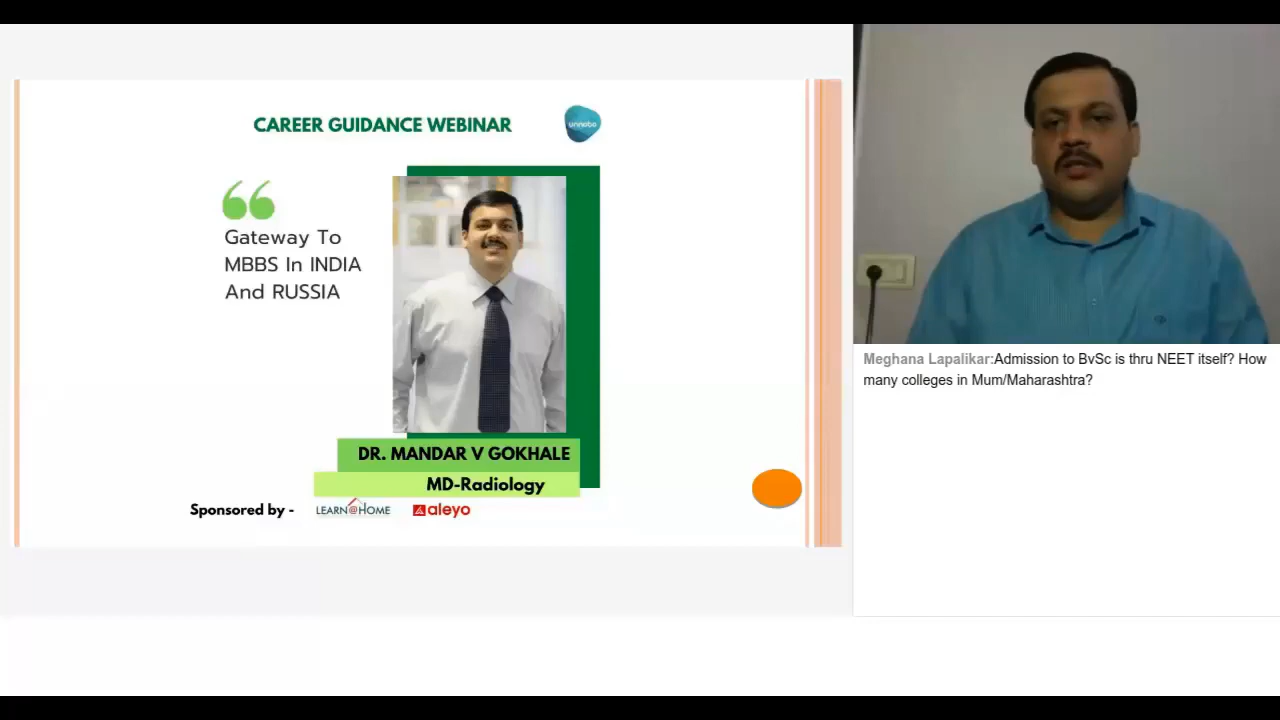 CAREER GUIDANCE WEBINAR
unnoto
Gateway To
MBBS In INDIA
And RUSSIA
DR. MANDAR V GOKHALE
MD-Radiology
Sponsored by - LEARN@HOME aleyo
Meghana Lapalikar:Admission to BvSc is thru NEET itself? How
many colleges in Mum/Maharashtra?